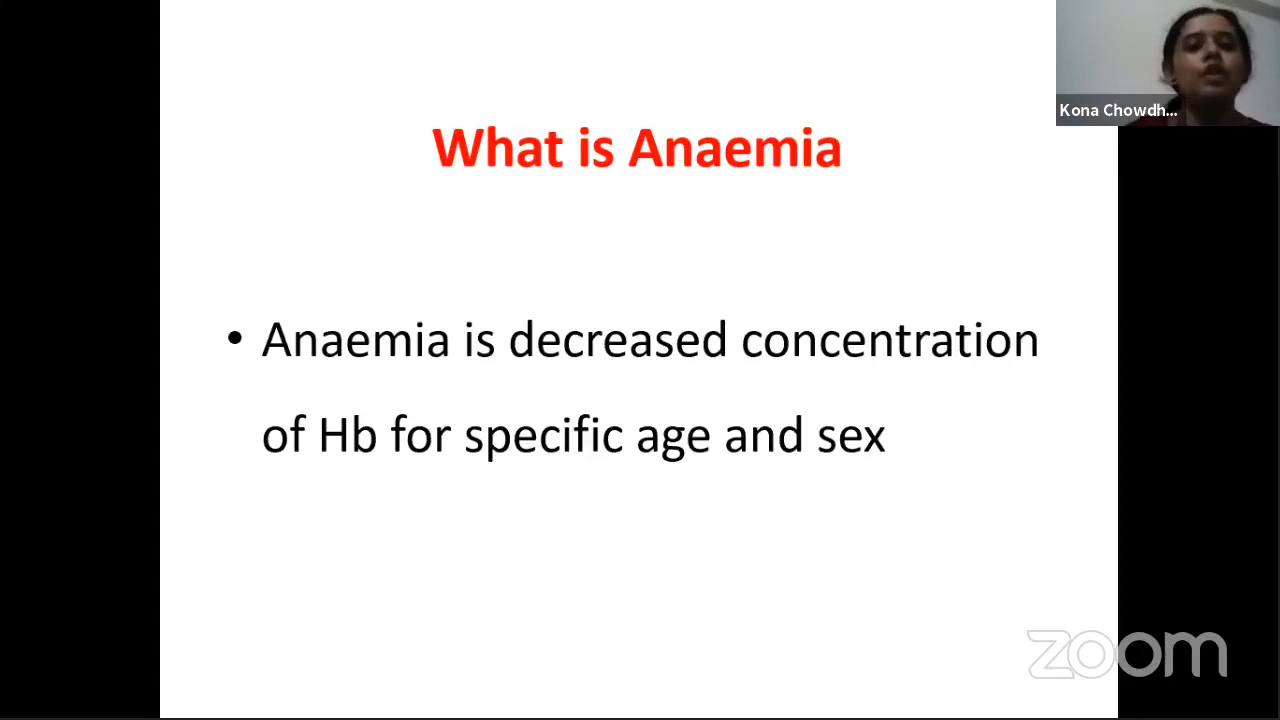 Kona Chowdh...
What is Anaemia
• Anaemia is decreased concentration
of Hb for specific age and sex
zoom